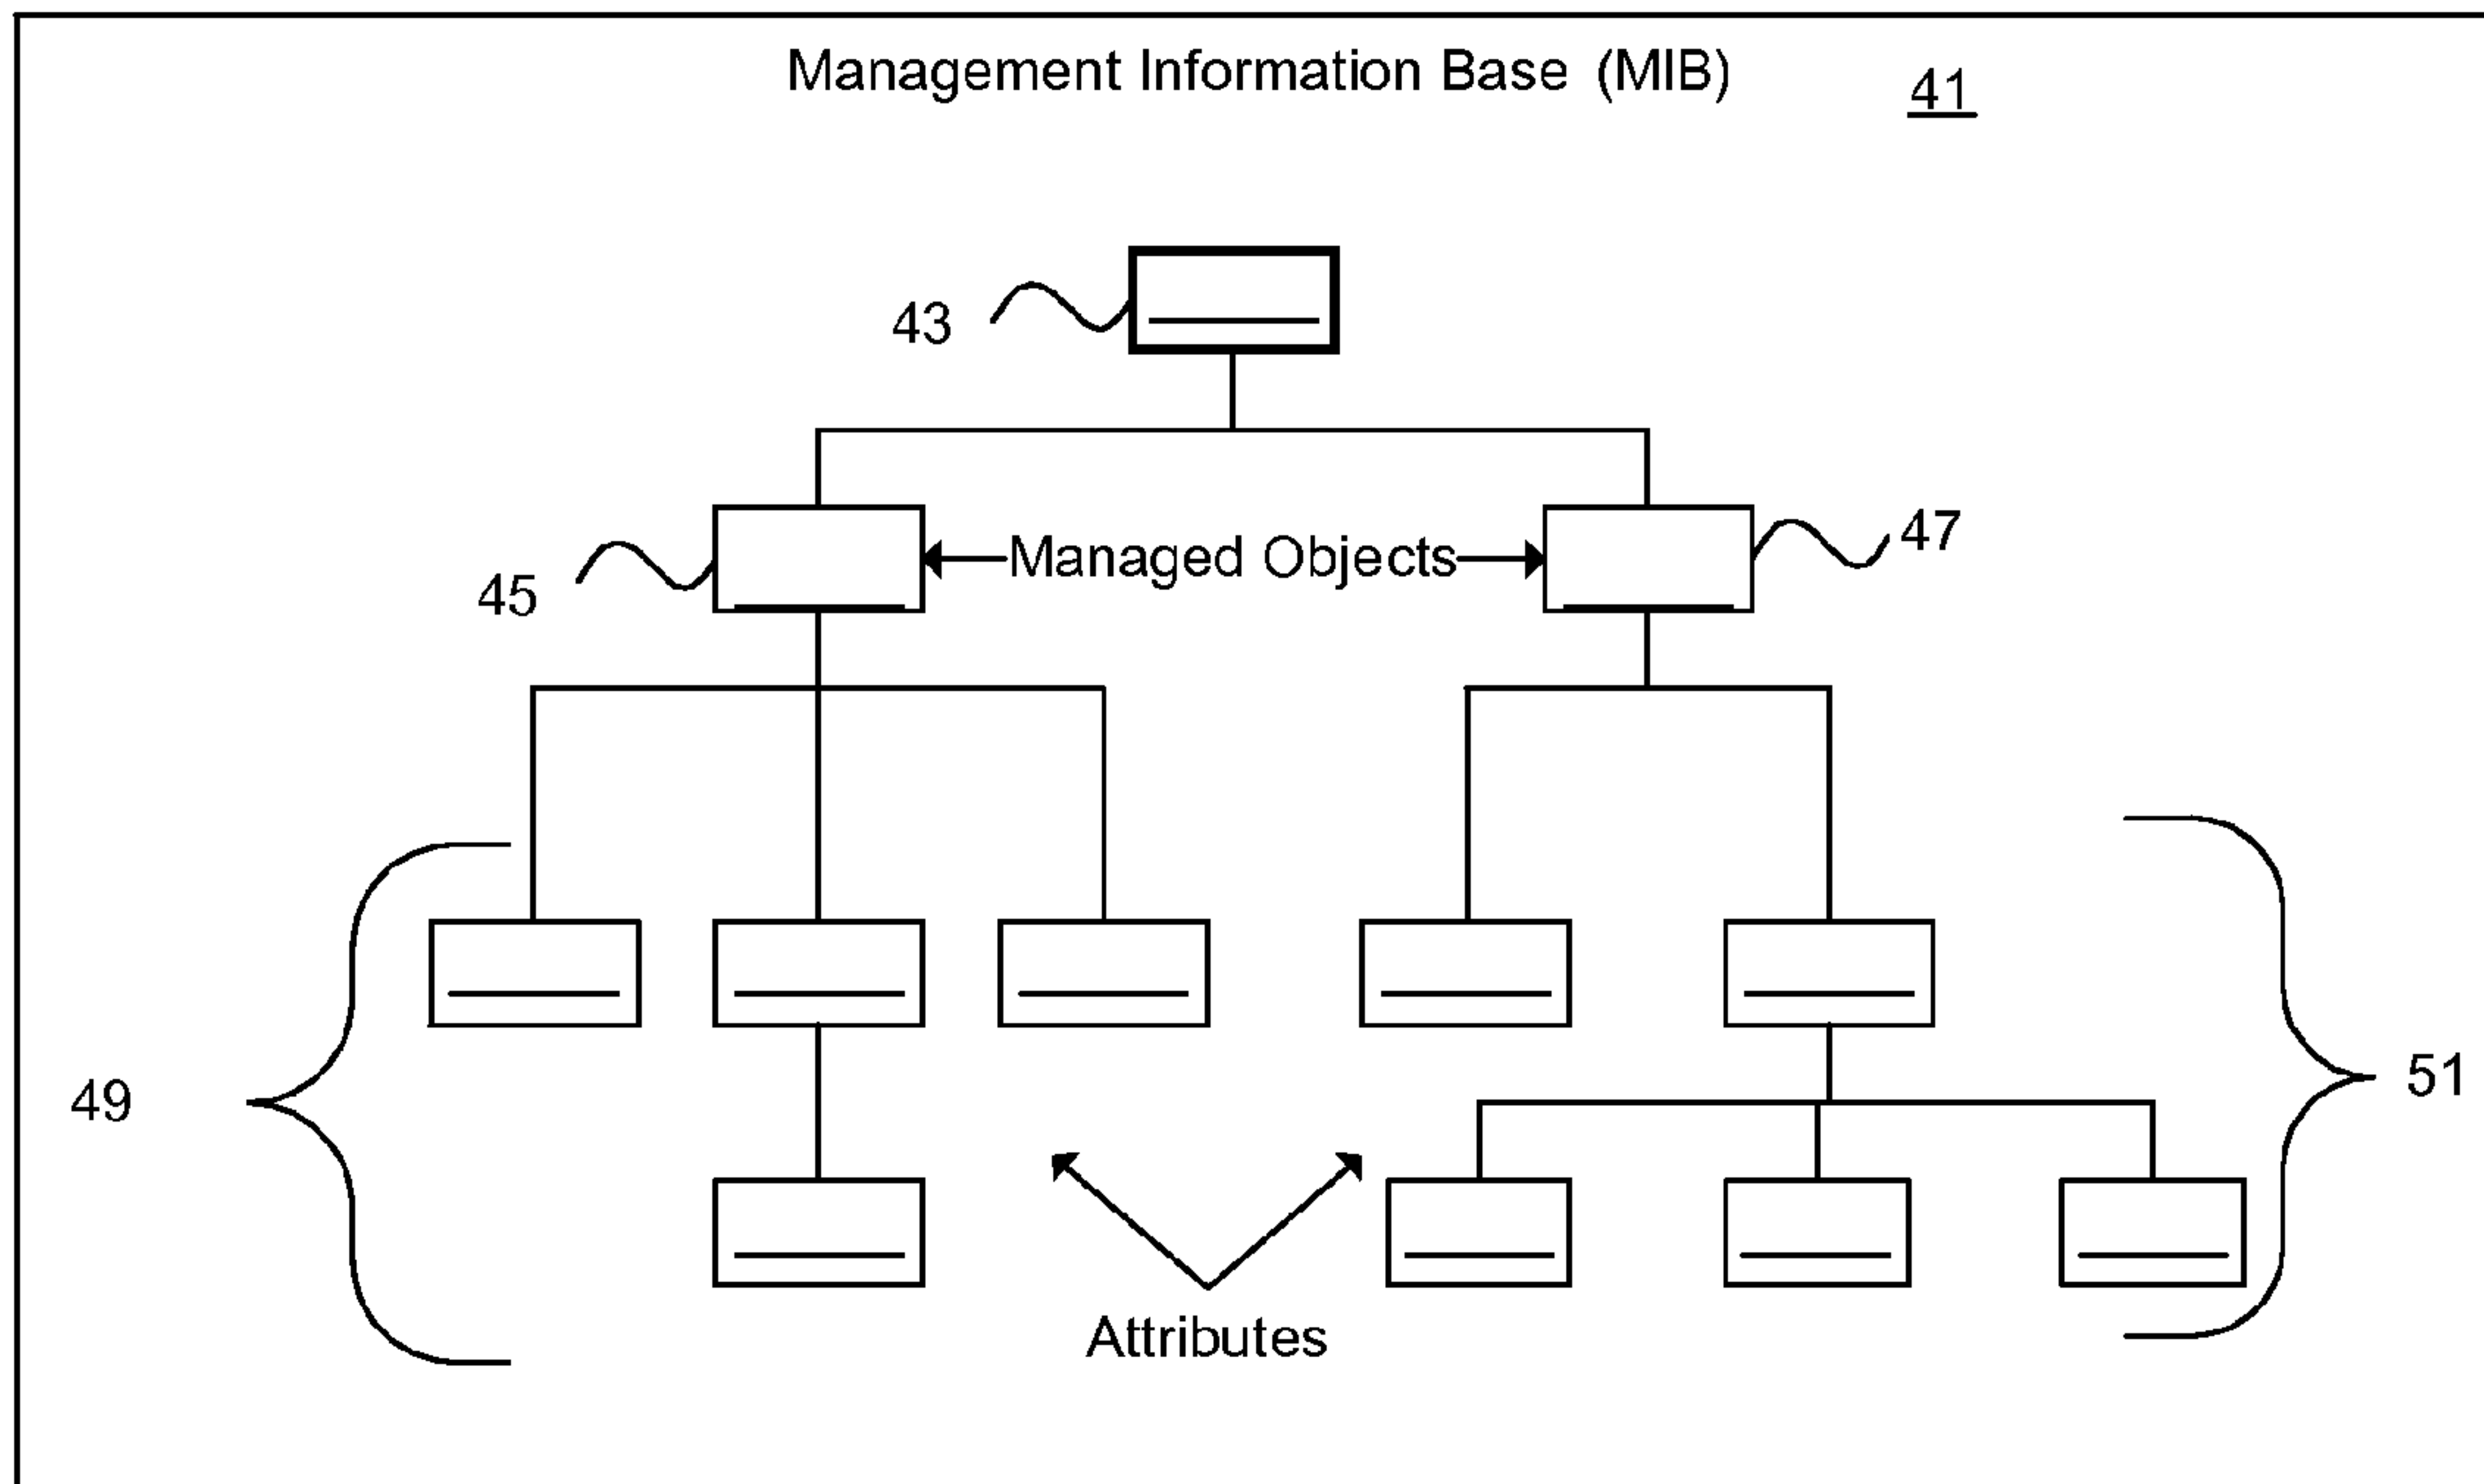 Management Information Base (MIB)
41
43
45
Managed Objects
47
49
51
Attributes